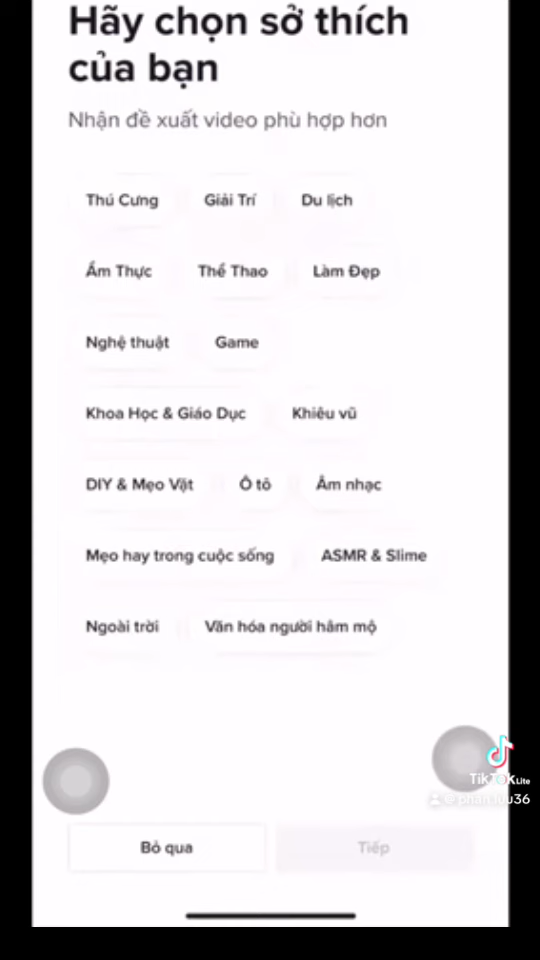 Hãy chọn sở thích
của bạn
Nhận đề xuất video phù hợp hơn
Thú Cưng Giải Trí Du lịch
Ẩm Thực Thể Thao Làm Đẹp
Nghệ thuật Game
Khoa Học & Giáo Dục Khiêu vũ
DIY & Mẹo Vặt Ô tô Âm nhạc
Mẹo hay trong cuộc sống ASMR & Slime
Ngoài trời Văn hóa người hâm mộ
TikTok Lite
Bỏ qua Tiếp